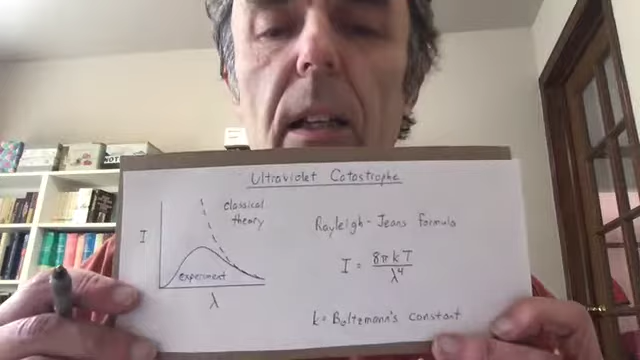 Ultraviolet Catastrophe
classical
theory
I
experiment
λ
Rayleigh-Jeans formula
I = 8πkT/λ⁴
k = Boltzmann's constant